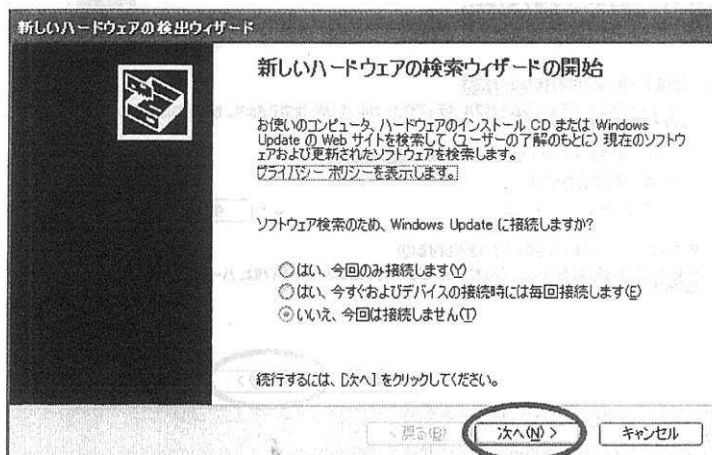 新しいハードウェアの検出ウィザード
新しいハードウェアの検索ウィザードの開始
お使いのコンピュータ、ハードウェアのインストール CD または Windows
Update の Web サイトを検索して (ユーザーの了解のもとに) 現在のソフトウ
ェアおよび更新されたソフトウェアを検索します。
プライバシー ポリシーを表示します。
ソフトウェア検索のため、Windows Update に接続しますか?
はい、今回のみ接続します(Y)
はい、今すぐおよびデバイスの接続時には毎回接続します(E)
いいえ、今回は接続しません(T)
続行するには、[次へ] をクリックしてください。
< 戻る(B) 次へ(N) > キャンセル